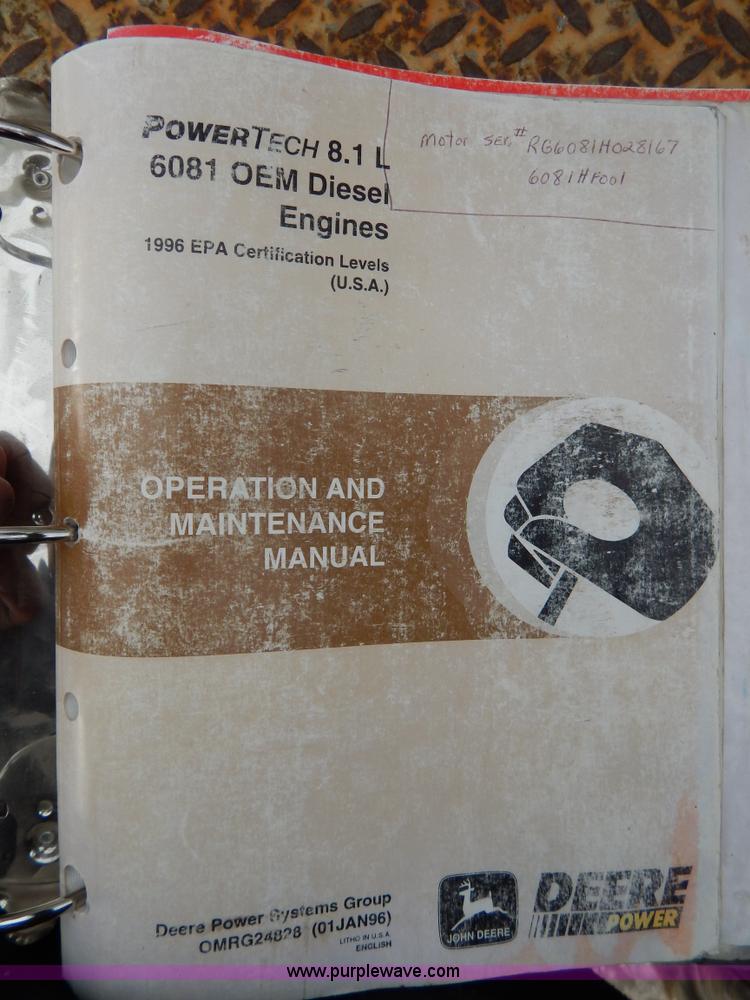 POWERTECH 8.1 L
6081 OEM Diesel
Engines
1996 EPA Certification Levels
(U.S.A.)
Motor SER# RG6081H028167
6081HF001
OPERATION AND
MAINTENANCE
MANUAL
Deere Power Systems Group
OMRG24828 (01JAN96)
LITHO IN U.S.A.
ENGLISH
JOHN DEERE
DEERE
POWER
www.purplewave.com